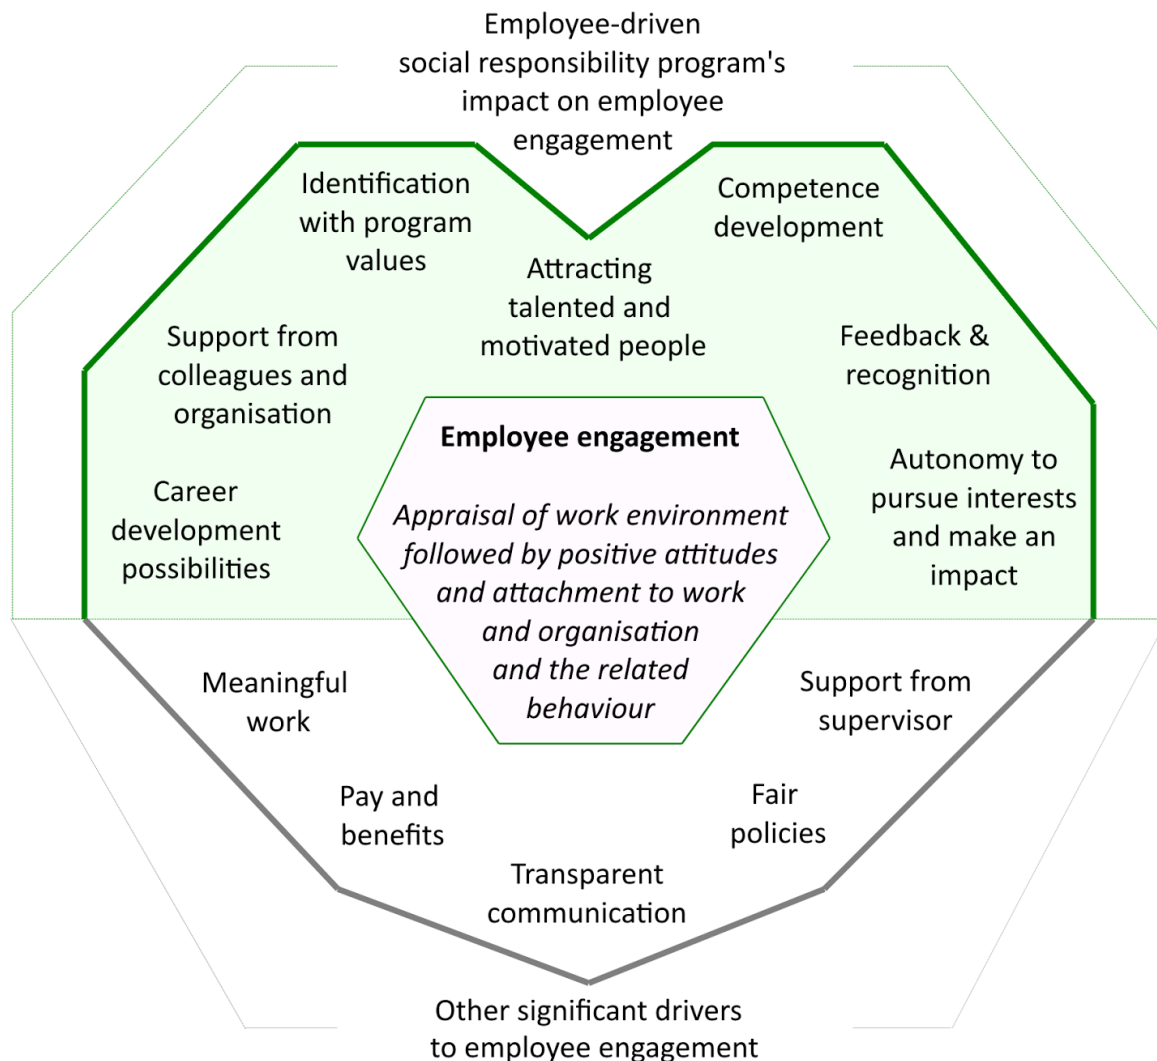 Employee-driven
social responsibility program's
impact on employee
engagement
Identification
with program
values
Competence
development
Attracting
talented and
motivated people
Support from
colleagues and
organisation
Feedback &
recognition
Career
development
possibilities
Autonomy to
pursue interests
and make an
impact
Employee engagement
Appraisal of work environment
followed by positive attitudes
and attachment to work
and organisation
and the related
behaviour
Meaningful
work
Support from
supervisor
Pay and
benefits
Fair
policies
Transparent
communication
Other significant drivers
to employee engagement